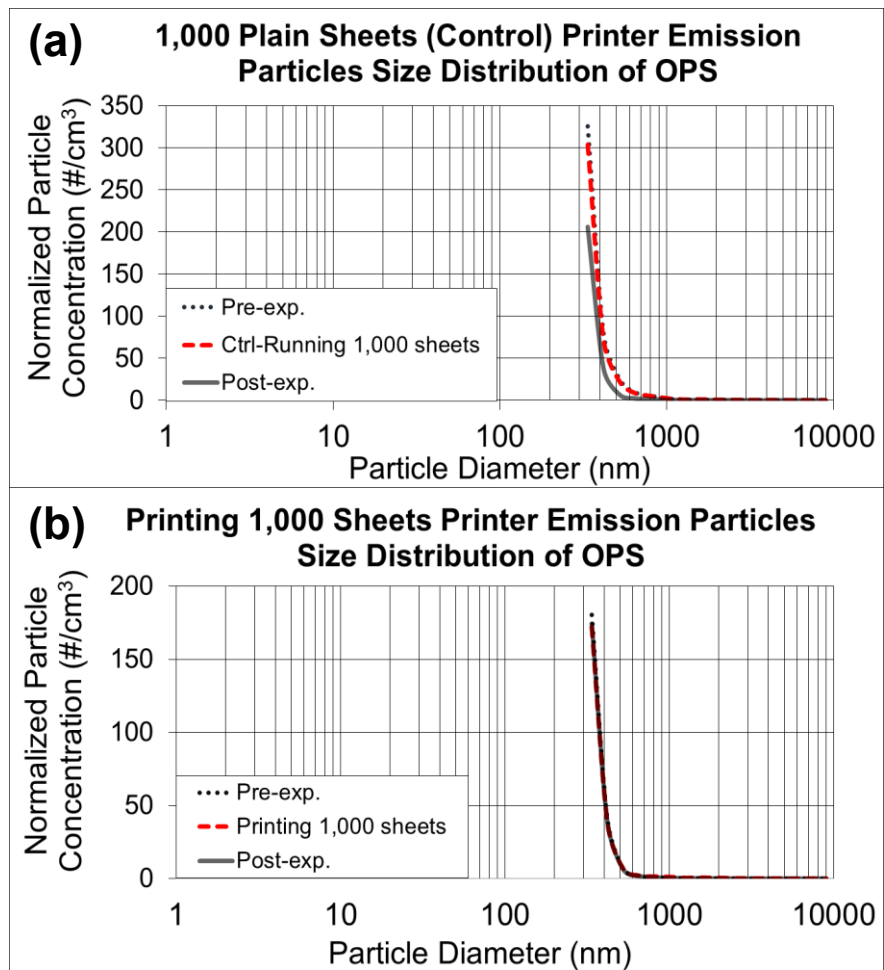 (a) 1,000 Plain Sheets (Control) Printer Emission
Particles Size Distribution of OPS
Normalized Particle
Concentration (#/cm³)
350
300
250
200
150
100
50
0
Pre-exp.
Ctrl-Running 1,000 sheets
Post-exp.
1 10 100 1000 10000
Particle Diameter (nm)
(b) Printing 1,000 Sheets Printer Emission Particles
Size Distribution of OPS
Normalized Particle
Concentration (#/cm³)
200
150
100
50
0
Pre-exp.
Printing 1,000 sheets
Post-exp.
1 10 100 1000 10000
Particle Diameter (nm)